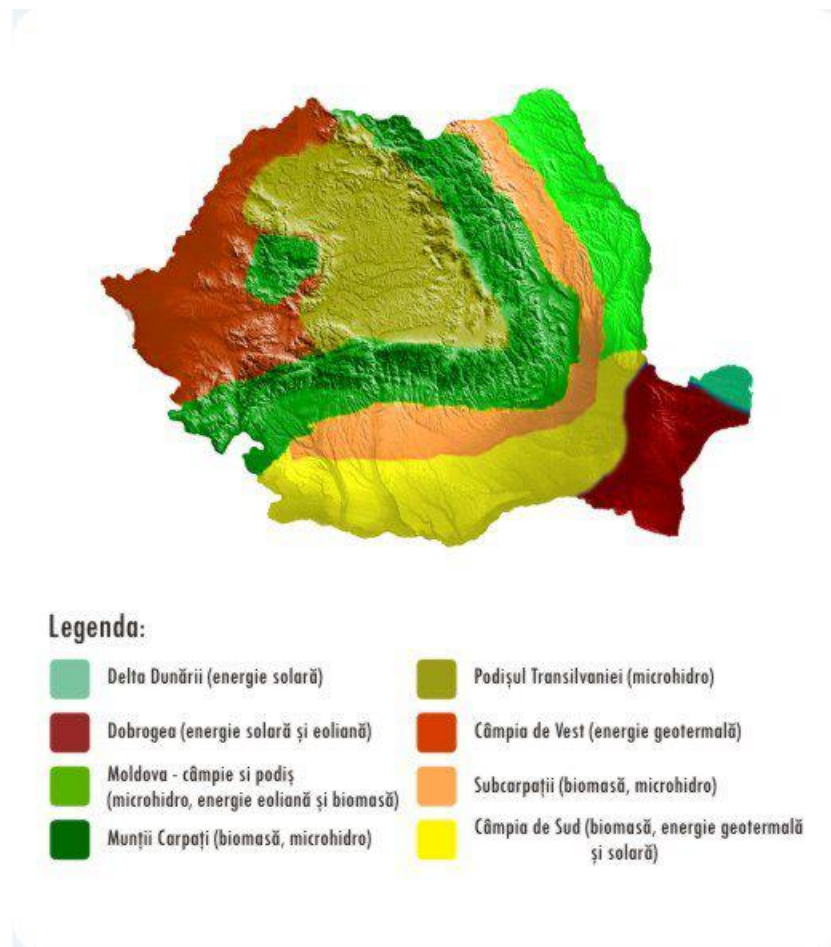 Legenda:
Delta Dunării (energie solară)
Dobrogea (energie solară și eoliană)
Moldova - câmpie si podiș
(microhidro, energie eoliană și biomasă)
Munții Carpați (biomasă, microhidro)
Podișul Transilvaniei (microhidro)
Câmpia de Vest (energie geotermală)
Subcarpații (biomasă, microhidro)
Câmpia de Sud (biomasă, energie geotermală
și solară)